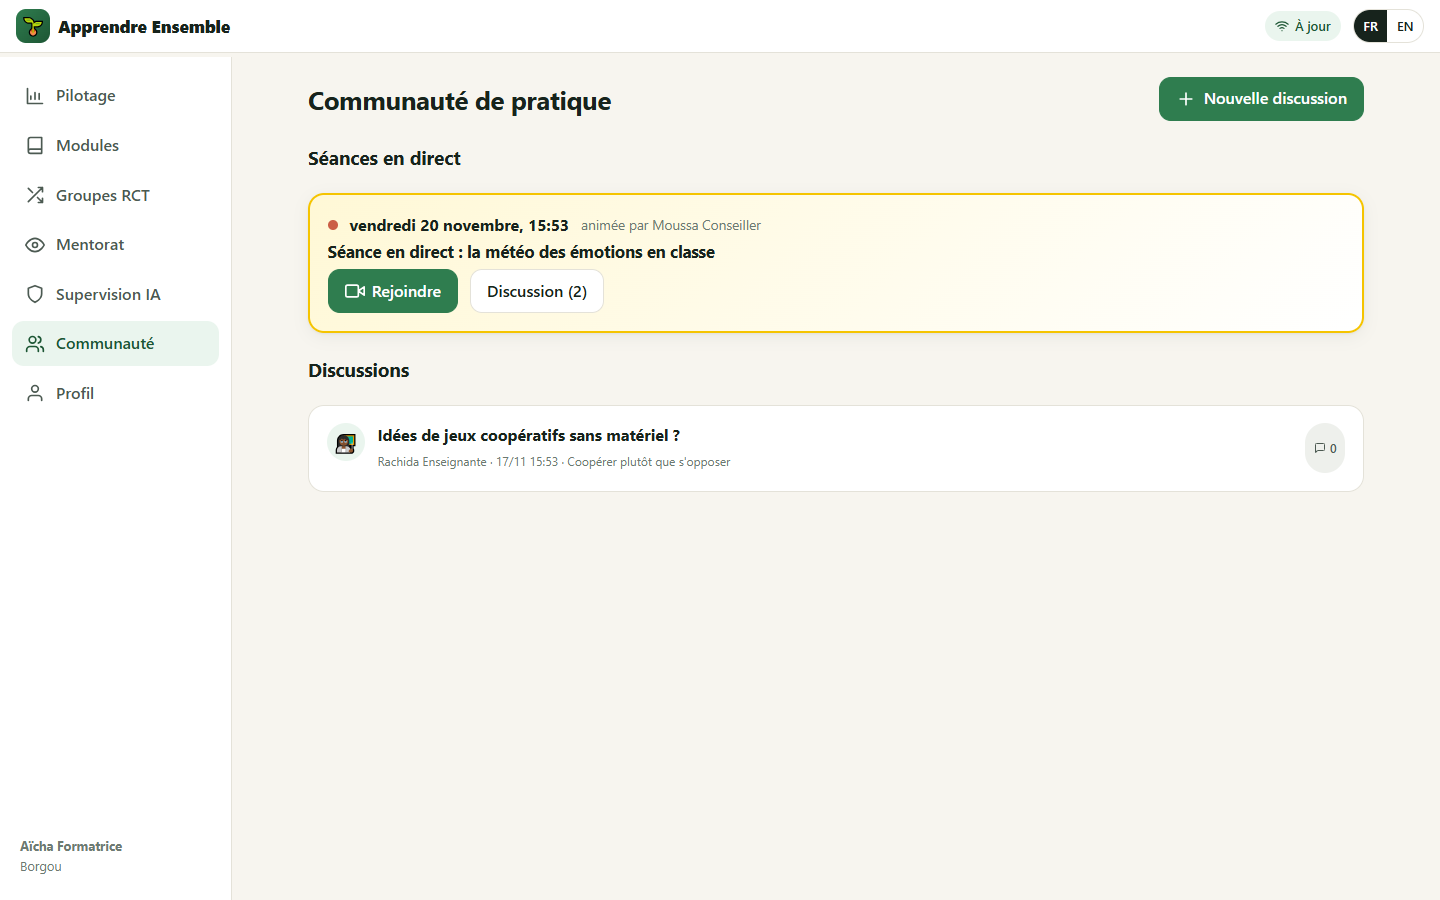 Apprendre Ensemble
À jour
FR
EN
Pilotage
Modules
Groupes RCT
Mentorat
Supervision IA
Communauté
Profil
Aïcha Formatrice
Borgou
Communauté de pratique
Nouvelle discussion
Séances en direct
vendredi 20 novembre, 15:53 animée par Moussa Conseiller
Séance en direct : la météo des émotions en classe
Rejoindre
Discussion (2)
Discussions
Idées de jeux coopératifs sans matériel ?
Rachida Enseignante · 17/11 15:53 · Coopérer plutôt que s'opposer
0